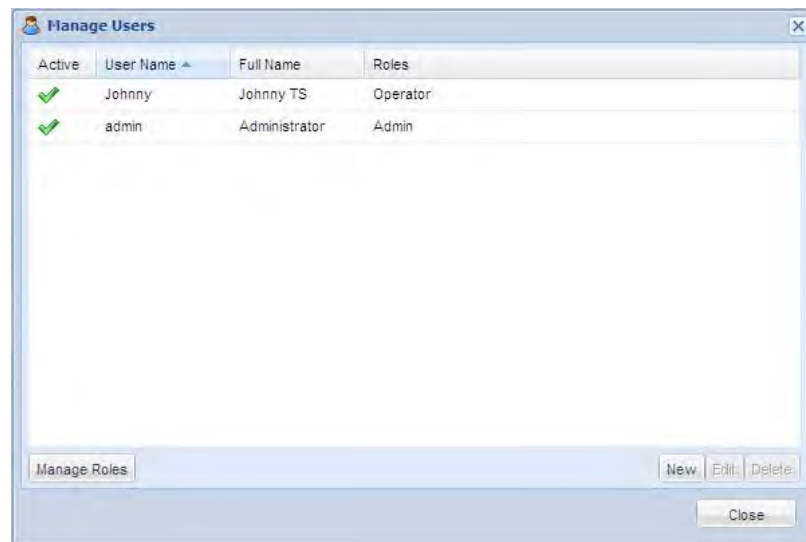 Manage Users
Active User Name Full Name Roles
Johnny Johnny TS Operator
admin Administrator Admin
Manage Roles New Edit Delete
Close